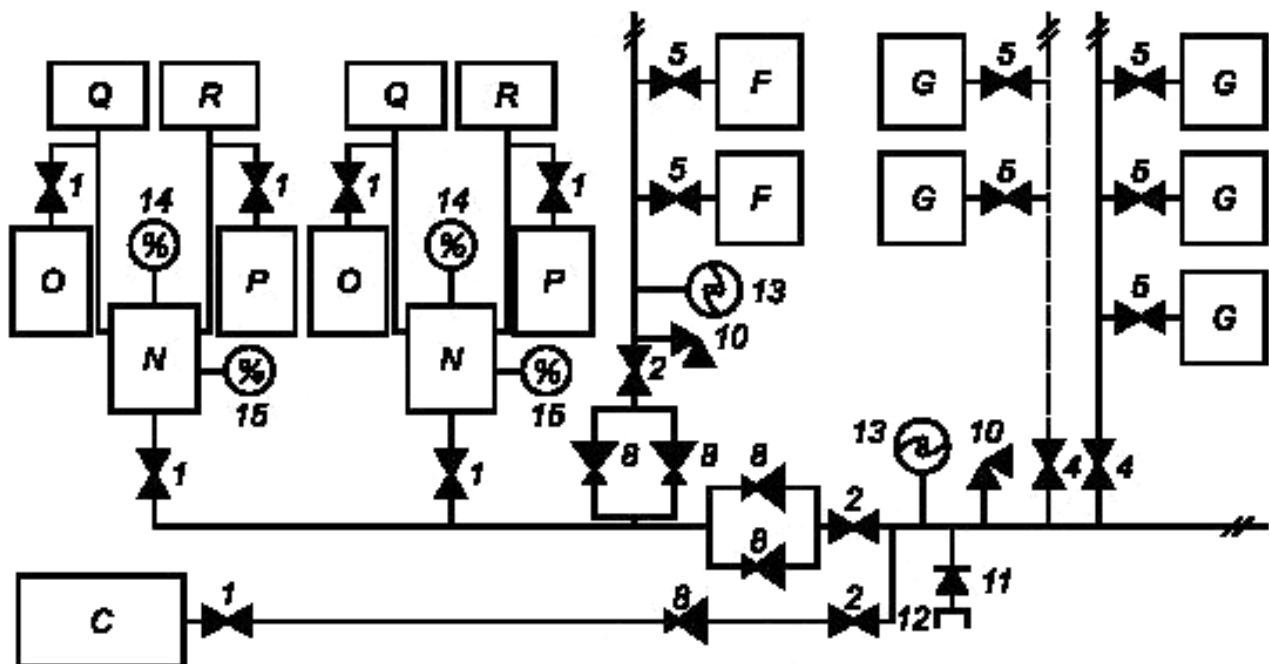 5 F 5 G 5 G
Q R Q R
1 1 1 1 5 F G 5 5 G
14 14
% %
O P O P
13 5 G
10
N % N % 2
15 15
13 10
1 1 8 8 8 4 4
2
8
1 8 2 11
C 12